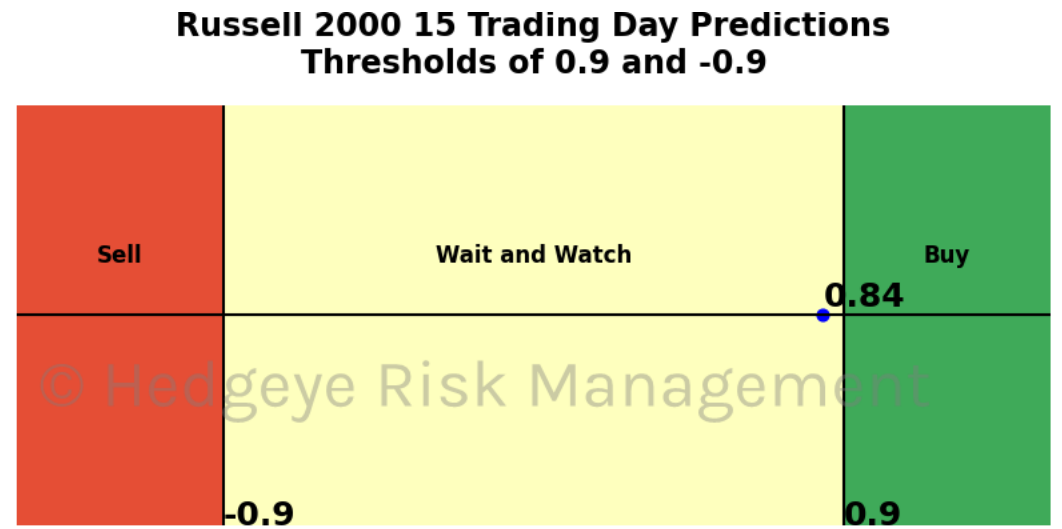 Russell 2000 15 Trading Day Predictions
Thresholds of 0.9 and -0.9
Sell
Wait and Watch
Buy
0.84
© Hedgeye Risk Management
-0.9
0.9